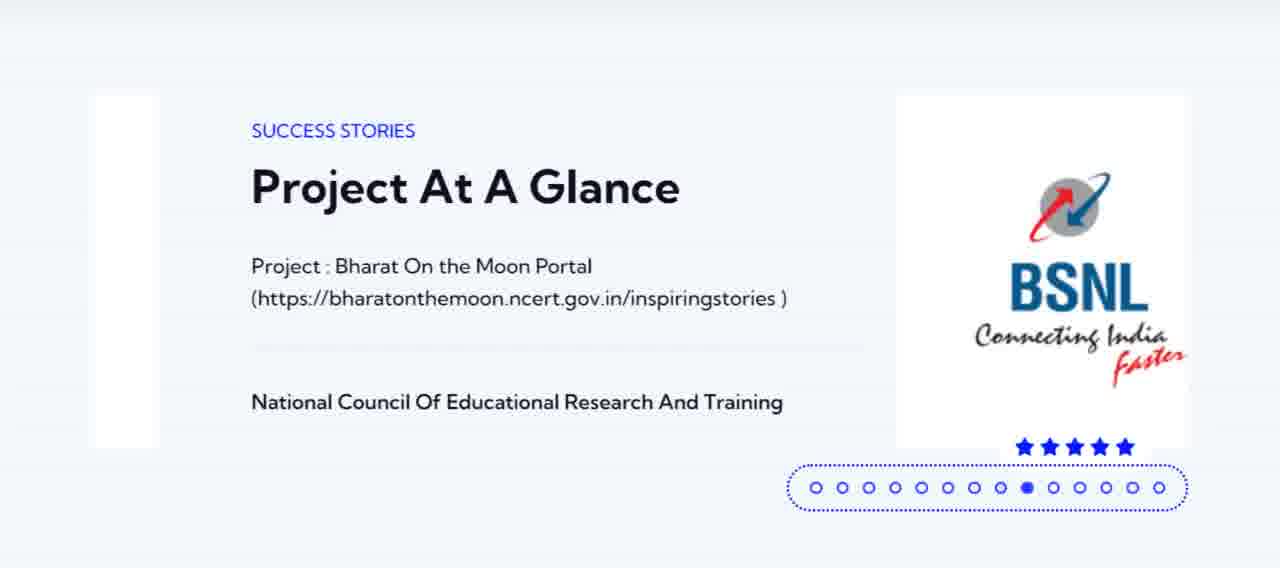 SUCCESS STORIES
Project At A Glance
Project : Bharat On the Moon Portal
(https://bharatonthemoon.ncert.gov.in/inspiringstories )
National Council Of Educational Research And Training
BSNL
Connecting India
Faster